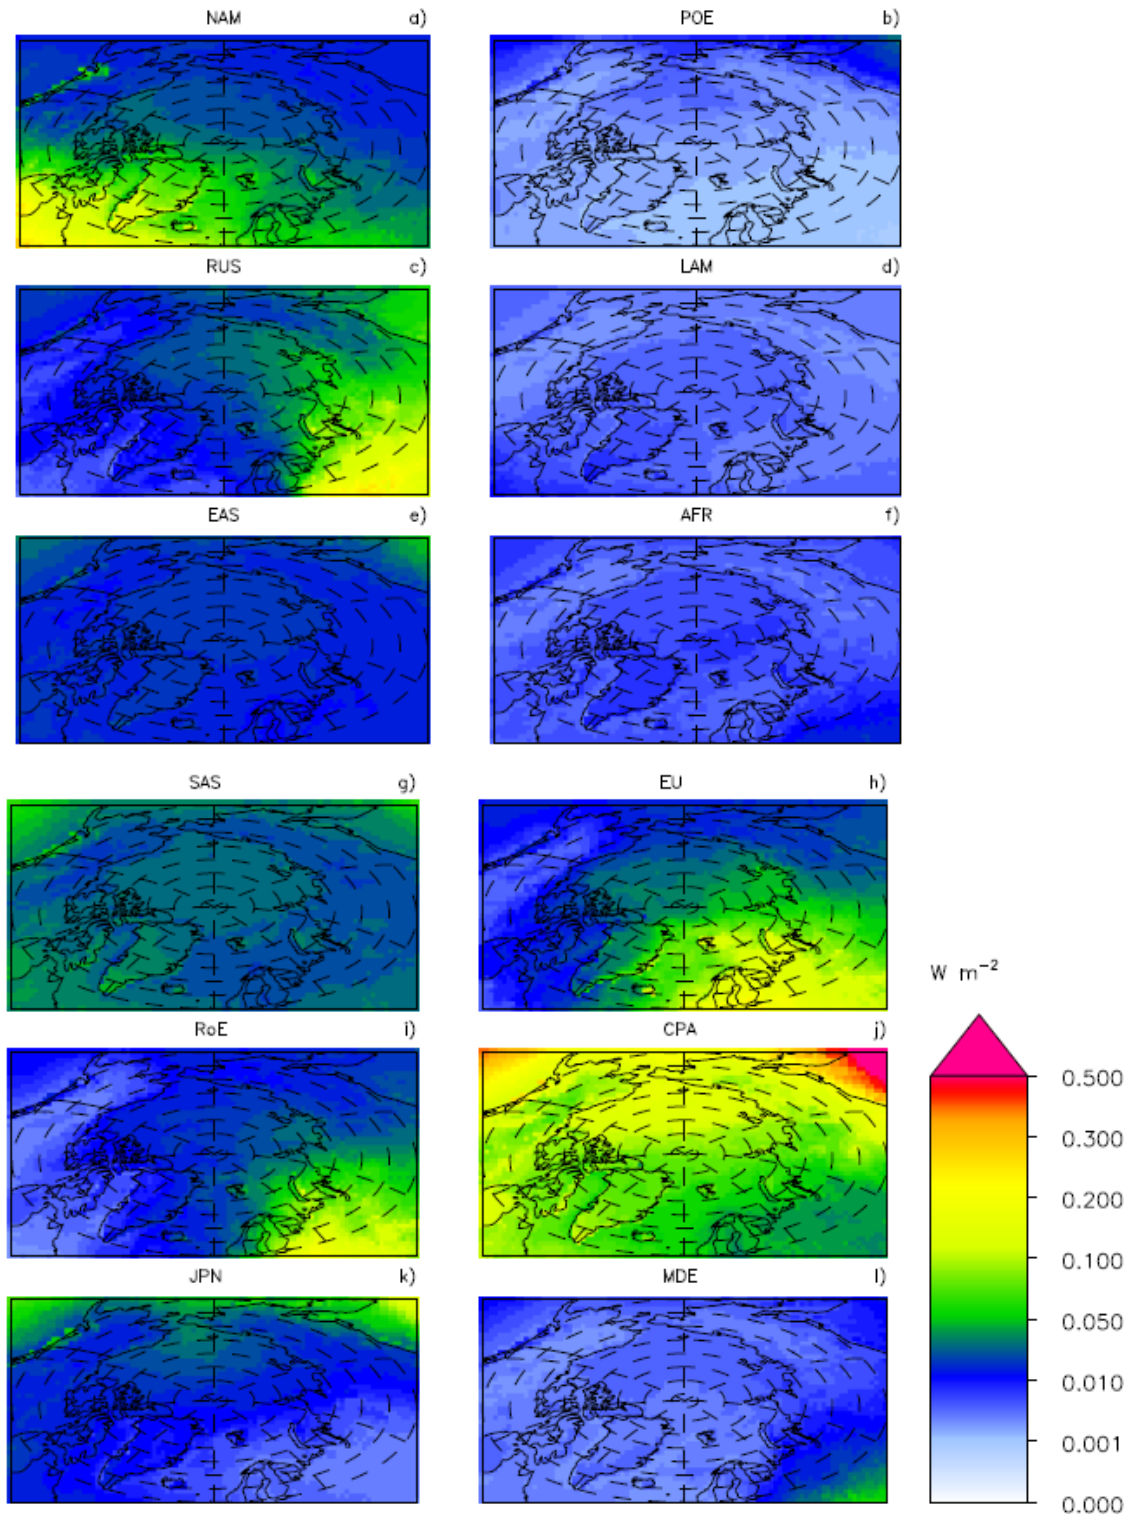 NAM a)
POE b)
RUS c)
LAM d)
EAS e)
AFR f)
SAS g)
EU h)
RoE i)
CPA j)
JPN k)
MDE l)
W m⁻²
0.500
0.300
0.200
0.100
0.050
0.010
0.001
0.000